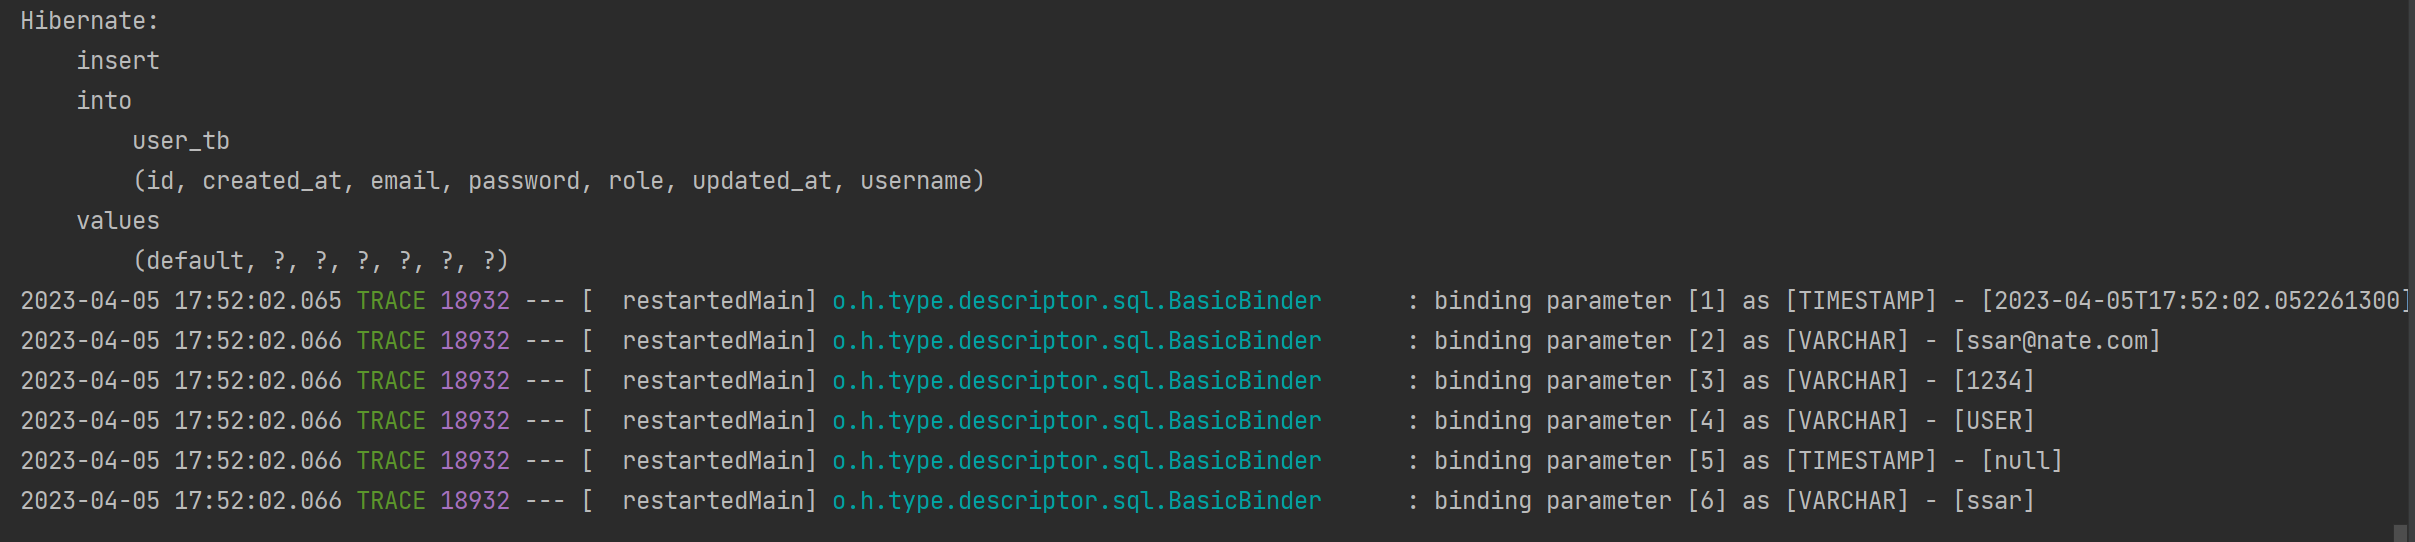 Hibernate:
    insert
    into
        user_tb
        (id, created_at, email, password, role, updated_at, username)
    values
        (default, ?, ?, ?, ?, ?, ?)
2023-04-05 17:52:02.065 TRACE 18932 --- [  restartedMain] o.h.type.descriptor.sql.BasicBinder      : binding parameter [1] as [TIMESTAMP] - [2023-04-05T17:52:02.052261300]
2023-04-05 17:52:02.066 TRACE 18932 --- [  restartedMain] o.h.type.descriptor.sql.BasicBinder      : binding parameter [2] as [VARCHAR] - [ssar@nate.com]
2023-04-05 17:52:02.066 TRACE 18932 --- [  restartedMain] o.h.type.descriptor.sql.BasicBinder      : binding parameter [3] as [VARCHAR] - [1234]
2023-04-05 17:52:02.066 TRACE 18932 --- [  restartedMain] o.h.type.descriptor.sql.BasicBinder      : binding parameter [4] as [VARCHAR] - [USER]
2023-04-05 17:52:02.066 TRACE 18932 --- [  restartedMain] o.h.type.descriptor.sql.BasicBinder      : binding parameter [5] as [TIMESTAMP] - [null]
2023-04-05 17:52:02.066 TRACE 18932 --- [  restartedMain] o.h.type.descriptor.sql.BasicBinder      : binding parameter [6] as [VARCHAR] - [ssar]